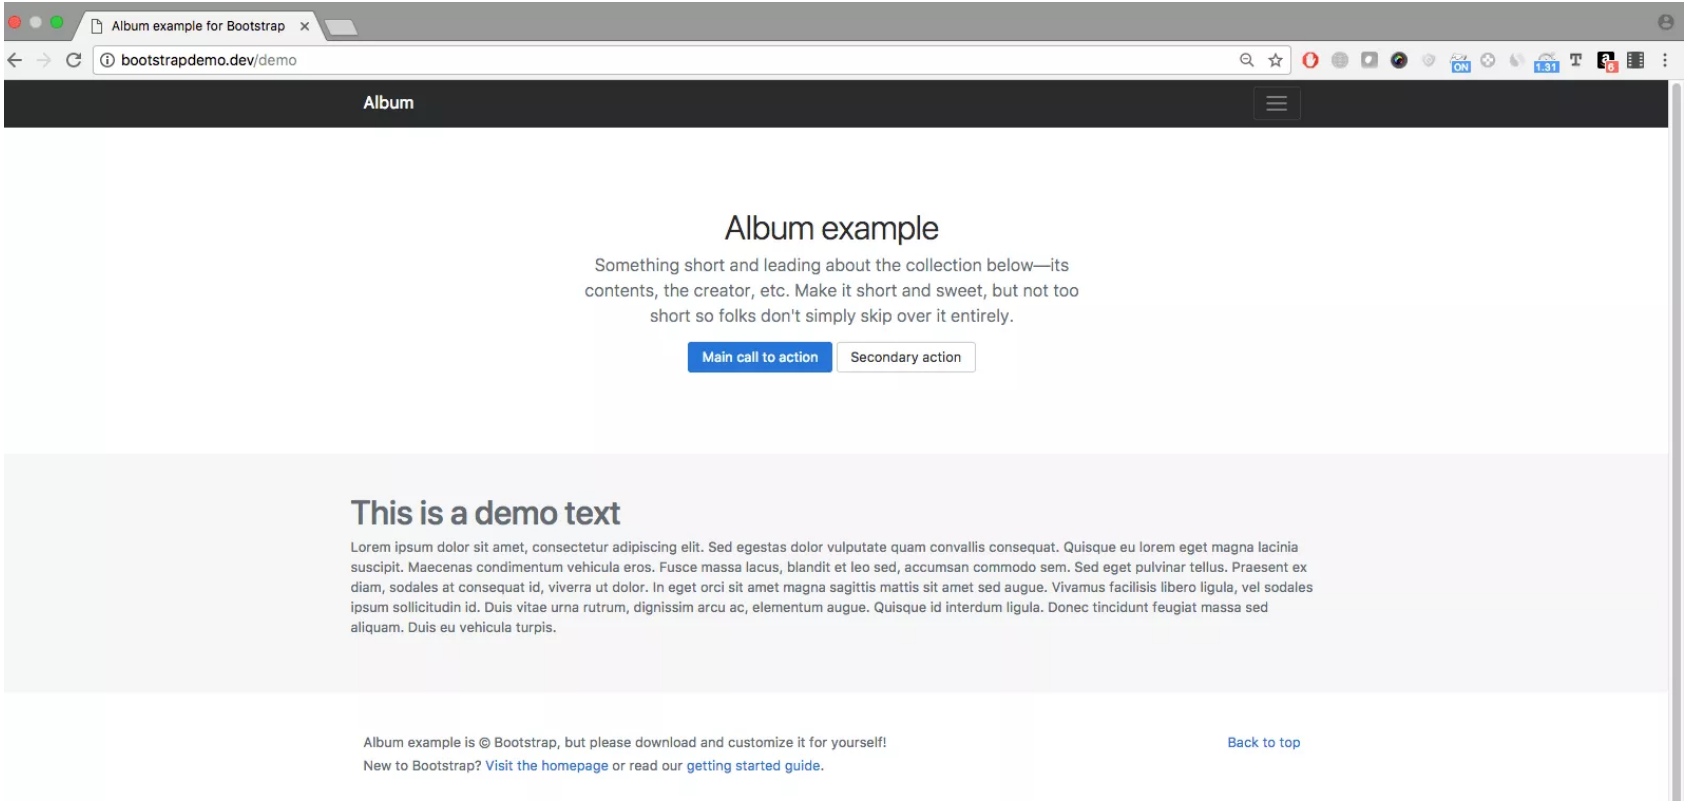 Album example for Bootstrap
bootstrapdemo.dev/demo
ON
1.31
T
a
6
Album
Album example
Something short and leading about the collection below—its
contents, the creator, etc. Make it short and sweet, but not too
short so folks don't simply skip over it entirely.
Main call to action
Secondary action
This is a demo text
Lorem ipsum dolor sit amet, consectetur adipiscing elit. Sed egestas dolor vulputate quam convallis consequat. Quisque eu lorem eget magna lacinia
suscipit. Maecenas condimentum vehicula eros. Fusce massa lacus, blandit et leo sed, accumsan commodo sem. Sed eget pulvinar tellus. Praesent ex
diam, sodales at consequat id, viverra ut dolor. In eget orci sit amet magna sagittis mattis sit amet sed augue. Vivamus facilisis libero ligula, vel sodales
ipsum sollicitudin id. Duis vitae urna rutrum, dignissim arcu ac, elementum augue. Quisque id interdum ligula. Donec tincidunt feugiat massa sed
aliquam. Duis eu vehicula turpis.
Album example is © Bootstrap, but please download and customize it for yourself!
Back to top
New to Bootstrap? Visit the homepage or read our getting started guide.